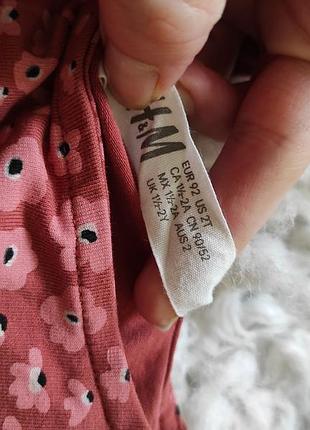 H&M
H&M
EUR 92 US 2T
CA 1½-2A CN 90/52
MX 1½-2A AUS 2
UK 1½-2Y